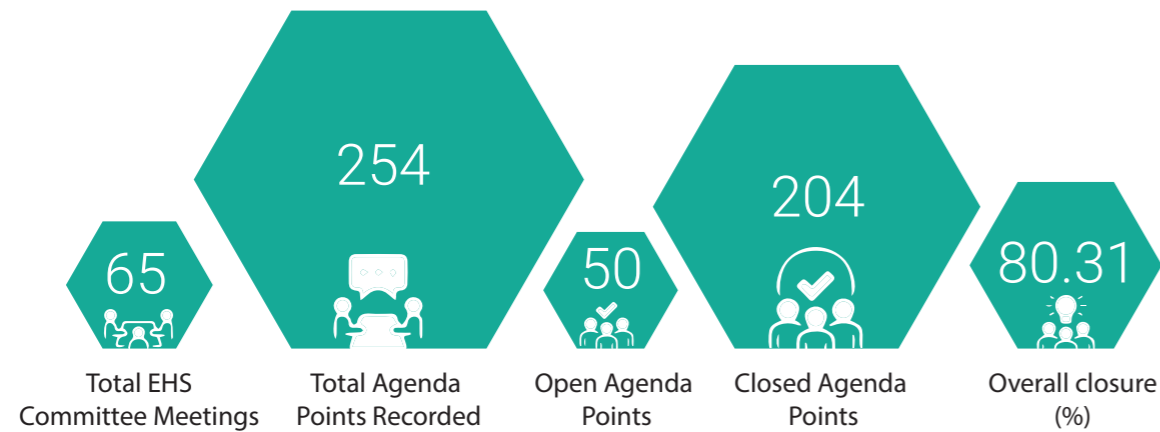 254
204
65
50
80.31
Total EHS
Committee Meetings
Total Agenda
Points Recorded
Open Agenda
Points
Closed Agenda
Points
Overall closure
(%)